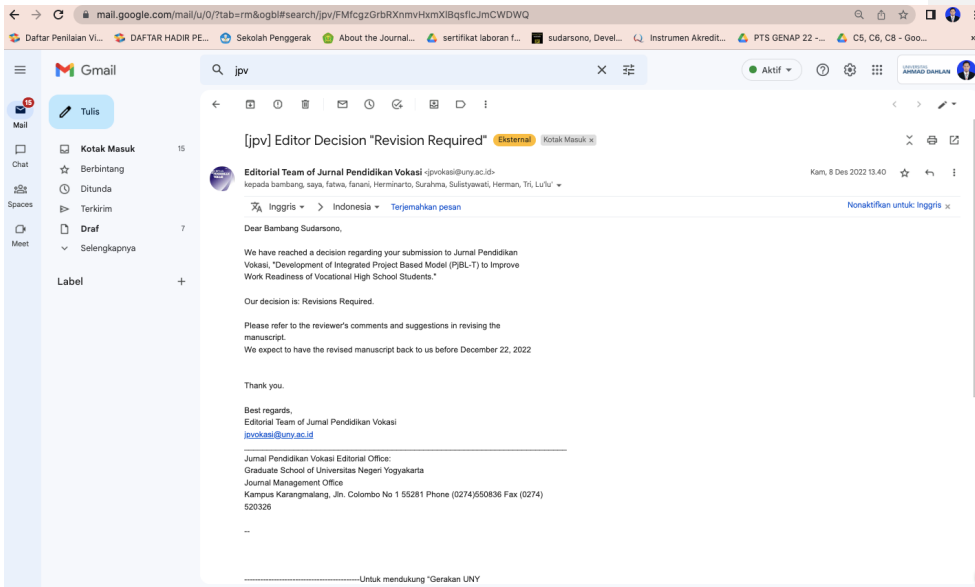 mail.google.com/mail/u/0/?tab=rm&ogbl#search/jpv/FMfcgzGrbRXnmvHxmXlBqsflcJmCWDWQ
Daftar Penilaian Vi... DAFTAR HADIR PE... Sekolah Penggerak About the Journal... sertifikat laboran f... sudarsono, Devel... Instrumen Akredit... PTS GENAP 22 -... C5, C6, C8 - Goo...
Gmail
jpv
Aktif
UNIVERSITAS
AHMAD DAHLAN
15
Mail
Chat
Spaces
Meet
Tulis
Kotak Masuk 15
Berbintang
Ditunda
Terkirim
Draf 7
Selengkapnya
Label +
[jpv] Editor Decision "Revision Required" Eksternal Kotak Masuk x
Editorial Team of Jurnal Pendidikan Vokasi <jpvokasi@uny.ac.id> Kam, 8 Des 2022 13.40
kepada bambang, saya, fatwa, fanani, Herminarto, Surahma, Sulistyawati, Herman, Tri, Lu'lu'
Inggris > Indonesia Terjemahkan pesan Nonaktifkan untuk: Inggris x
Dear Bambang Sudarsono,
We have reached a decision regarding your submission to Jurnal Pendidikan
Vokasi, "Development of Integrated Project Based Model (PjBL-T) to Improve
Work Readiness of Vocational High School Students."
Our decision is: Revisions Required.
Please refer to the reviewer's comments and suggestions in revising the
manuscript.
We expect to have the revised manuscript back to us before December 22, 2022
Thank you.
Best regards,
Editorial Team of Jurnal Pendidikan Vokasi
jpvokasi@uny.ac.id
Jurnal Pendidikan Vokasi Editorial Office:
Graduate School of Universitas Negeri Yogyakarta
Journal Management Office
Kampus Karangmalang, Jln. Colombo No 1 55281 Phone (0274)550836 Fax (0274)
520326
--
--------------------------------------------Untuk mendukung "Gerakan UNY